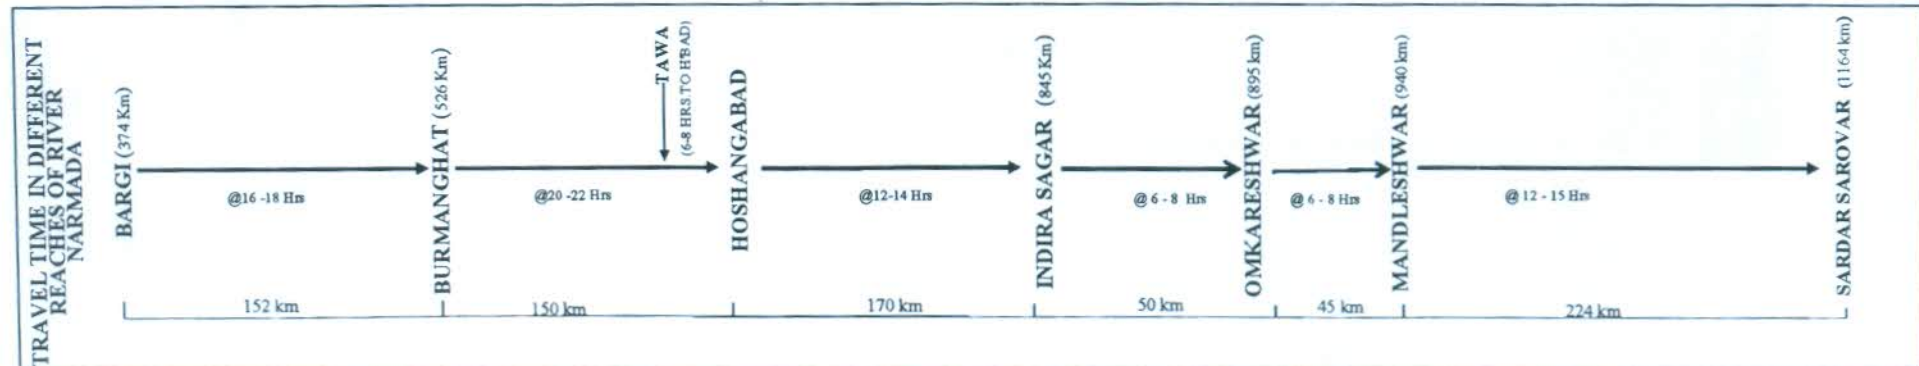 TRAVEL TIME IN DIFFERENT
REACHES OF RIVER
NARMADA
BARGI (374 Km)
@16 -18 Hrs
BURMANGHAT (526 Km)
@20 -22 Hrs
TAWA
(6-8 HRS.TO H'BAD)
HOSHANGABAD
@12-14 Hrs
INDIRA SAGAR (845 Km)
@ 6 - 8 Hrs
OMKARESHWAR (895 km)
@ 6 - 8 Hrs
MANDLESHWAR (940 km)
@ 12 - 15 Hrs
SARDAR SAROVAR (1164 km)
152 km
150 km
170 km
50 km
45 km
224 km